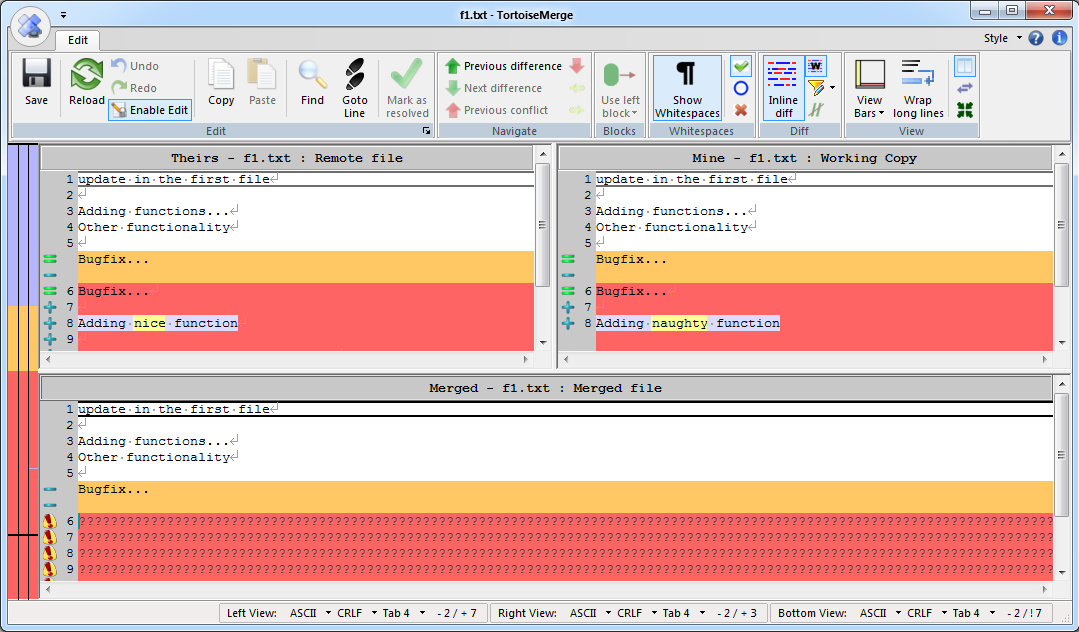 f1.txt - TortoiseMerge
Edit
Style
Save
Reload
Undo
Redo
Enable Edit
Copy
Paste
Find
Goto Line
Mark as resolved
Edit
Previous difference
Next difference
Previous conflict
Navigate
Use left block
Blocks
Show Whitespaces
Whitespaces
Inline diff
W
Diff
View Bars
Wrap long lines
View
Theirs - f1.txt : Remote file
1 update·in·the·first·file↵
2 ↵
3 Adding·functions...↵
4 Other·functionality↵
5 ↵
Bugfix...
6 Bugfix...
7
8 Adding·nice·function
9
Mine - f1.txt : Working Copy
1 update·in·the·first·file↵
2 ↵
3 Adding·functions...↵
4 Other·functionality↵
5 ↵
Bugfix...
6 Bugfix...
7
8 Adding·naughty·function
Merged - f1.txt : Merged file
1 update·in·the·first·file↵
2 ↵
3 Adding·functions...↵
4 Other·functionality↵
5 ↵
Bugfix...
6 ??????????????????????????????????????????????????????????????????????????????????????????????????????????????????????????
7 ??????????????????????????????????????????????????????????????????????????????????????????????????????????????????????????
8 ??????????????????????????????????????????????????????????????????????????????????????????????????????????????????????????
9 ??????????????????????????????????????????????????????????????????????????????????????????????????????????????????????????
Left View: ASCII CRLF Tab 4 - 2 / + 7 Right View: ASCII CRLF Tab 4 - 2 / + 3 Bottom View: ASCII CRLF Tab 4 - 2 / ! 7